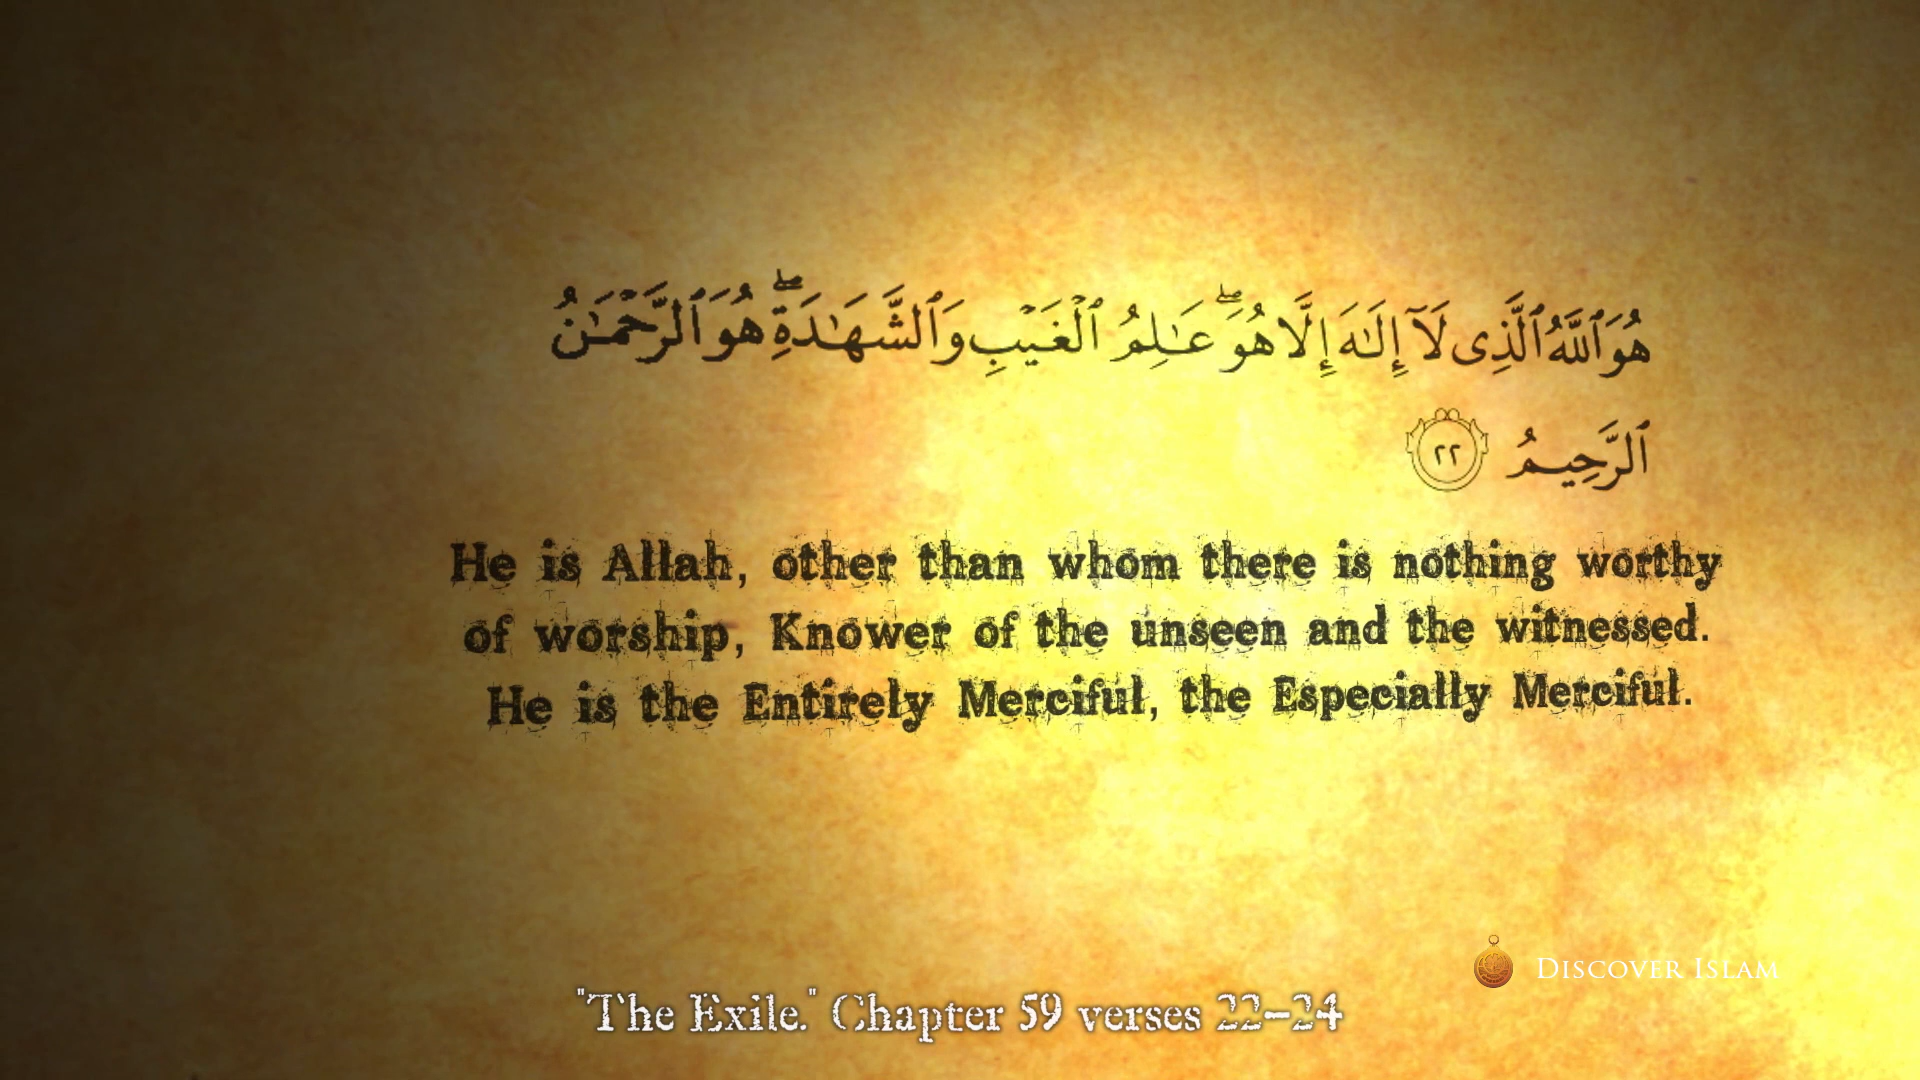 هُوَ ٱللَّهُ ٱلَّذِى لَآ إِلَـٰهَ إِلَّا هُوَ ۖ عَـٰلِمُ ٱلْغَيْبِ وَٱلشَّهَـٰدَةِ ۖ هُوَ ٱلرَّحْمَـٰنُ
ٱلرَّحِيمُ ٢٢
He is Allah, other than whom there is nothing worthy
of worship, Knower of the unseen and the witnessed.
He is the Entirely Merciful, the Especially Merciful.
Discover Islam
"The Exile." Chapter 59 verses 22-24